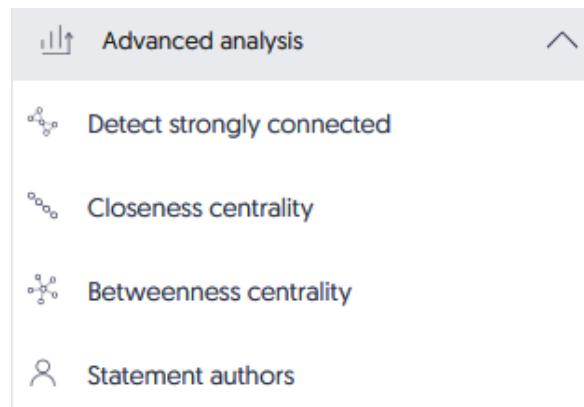 Advanced analysis
Detect strongly connected
Closeness centrality
Betweenness centrality
Statement authors